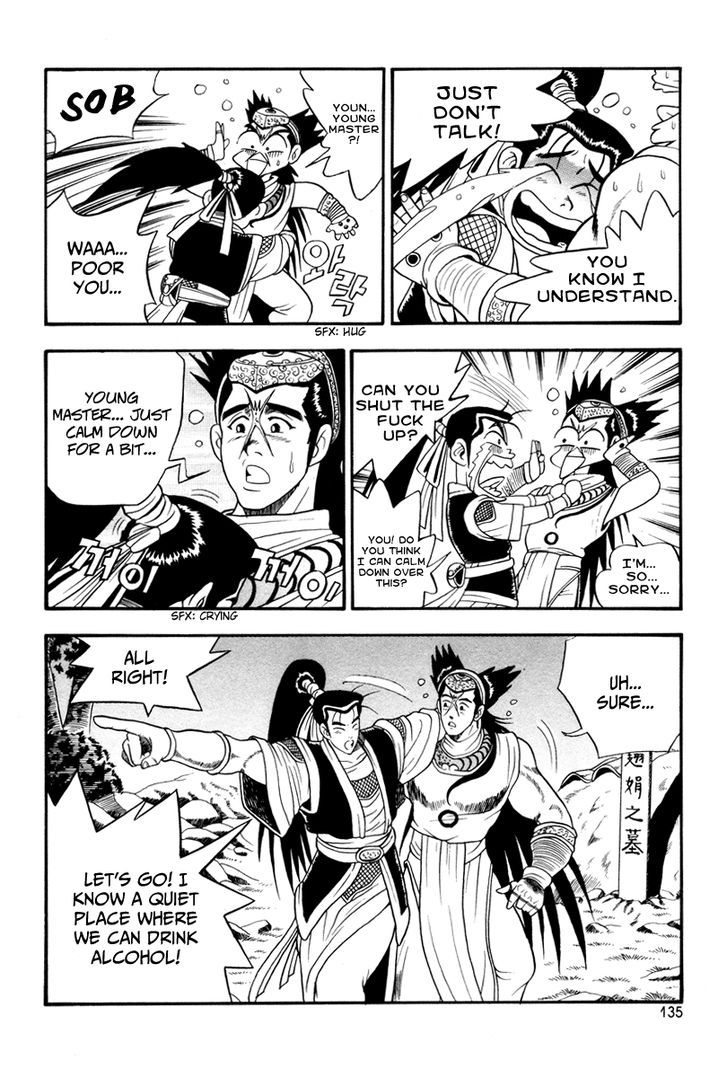 SOB
WAAA...
POOR
YOU...
YOUN...
YOUNG
MASTER
?!
와락
SFX: HUG
JUST
DON'T
TALK!
YOU
KNOW I
UNDERSTAND.
YOUNG
MASTER... JUST
CALM DOWN
FOR A
BIT...
꺼이
꺼이
SFX: CRYING
CAN YOU
SHUT THE
FUCK
UP?
YOU! DO
YOU THINK
I CAN CALM
DOWN OVER
THIS?
I'M...
SO...
SORRY...
ALL
RIGHT!
UH...
SURE...
LET'S GO! I
KNOW A QUIET
PLACE WHERE
WE CAN DRINK
ALCOHOL!
娟之墓
135